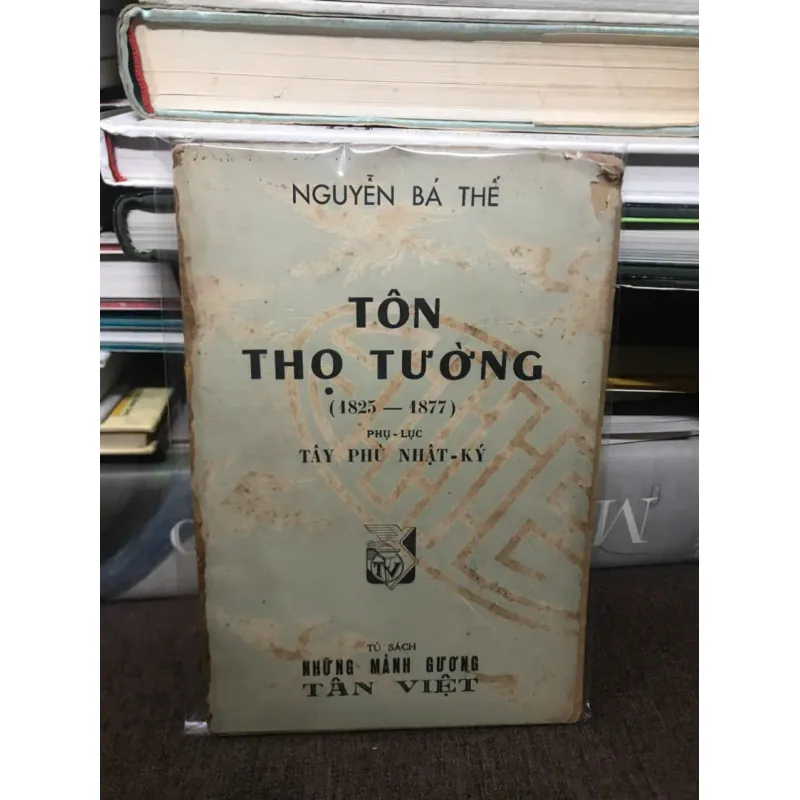 NGUYỄN BÁ THẾ
TÔN
THỌ TƯỜNG
(1825 — 1877)
PHỤ-LỤC
TÂY PHÙ NHẬT-KÝ
TV
TỦ SÁCH
NHỮNG MẢNH GƯƠNG
TÂN VIỆT